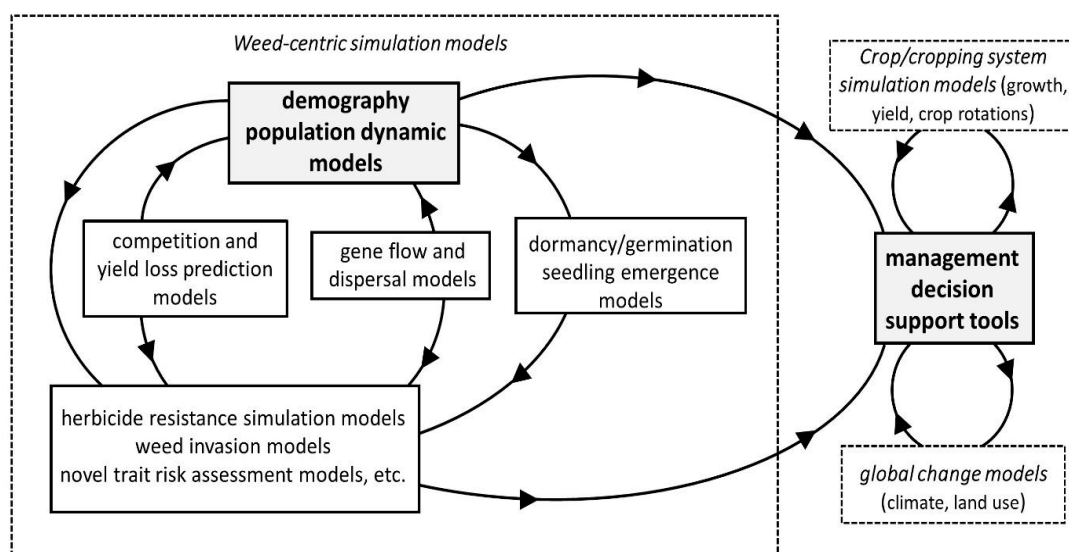 Weed-centric simulation models
demography
population dynamic
models
competition and
yield loss prediction
models
gene flow and
dispersal models
dormancy/germination
seedling emergence
models
herbicide resistance simulation models
weed invasion models
novel trait risk assessment models, etc.
Crop/cropping system
simulation models (growth,
yield, crop rotations)
management
decision
support tools
global change models
(climate, land use)